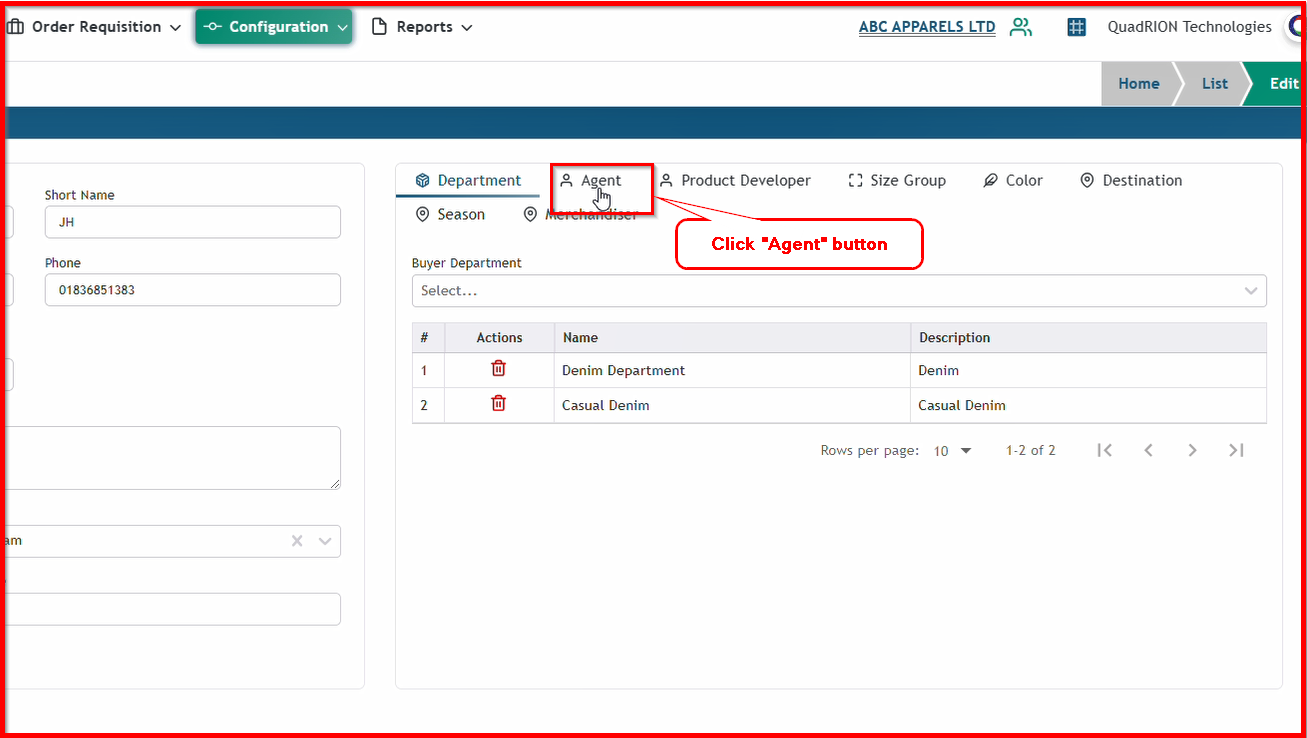 Order Requisition
Configuration
Reports
ABC APPARELS LTD
QuadRION Technologies
Home
List
Edit
Short Name
JH
Phone
01836851383
am
Department
Agent
Product Developer
Size Group
Color
Destination
Season
Merchandiser
Click "Agent" button
Buyer Department
Select...
# Actions Name Description
1 Denim Department Denim
2 Casual Denim Casual Denim
Rows per page: 10 1-2 of 2